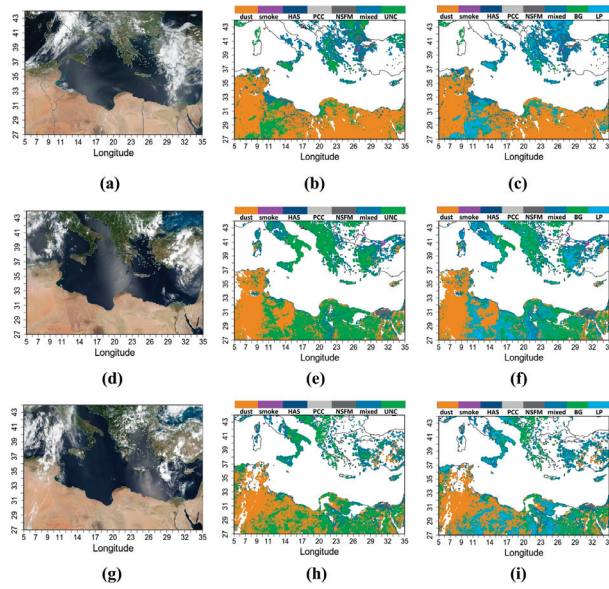 dust smoke HAS PCC NSFM mixed UNC
dust smoke HAS PCC NSFM mixed BG LP
27 29 31 33 35 37 39 41 43
27 29 31 33 35 37 39 41 43
27 29 31 33 35 37 39 41 43
5 7 9 11 14 17 20 23 26 29 32 35
5 7 9 11 14 17 20 23 26 29 32 35
5 7 9 11 14 17 20 23 26 29 32 35
Longitude
Longitude
Longitude
(a)
(b)
(c)
dust smoke HAS PCC NSFM mixed UNC
dust smoke HAS PCC NSFM mixed BG LP
27 29 31 33 35 37 39 41 43
27 29 31 33 35 37 39 41 43
27 29 31 33 35 37 39 41 43
5 7 9 11 14 17 20 23 26 29 32 35
5 7 9 11 14 17 20 23 26 29 32 35
5 7 9 11 14 17 20 23 26 29 32 35
Longitude
Longitude
Longitude
(d)
(e)
(f)
dust smoke HAS PCC NSFM mixed UNC
dust smoke HAS PCC NSFM mixed BG LP
27 29 31 33 35 37 39 41 43
27 29 31 33 35 37 39 41 43
27 29 31 33 35 37 39 41 43
5 7 9 11 14 17 20 23 26 29 32 35
5 7 9 11 14 17 20 23 26 29 32 35
5 7 9 11 14 17 20 23 26 29 32 35
Longitude
Longitude
Longitude
(g)
(h)
(i)